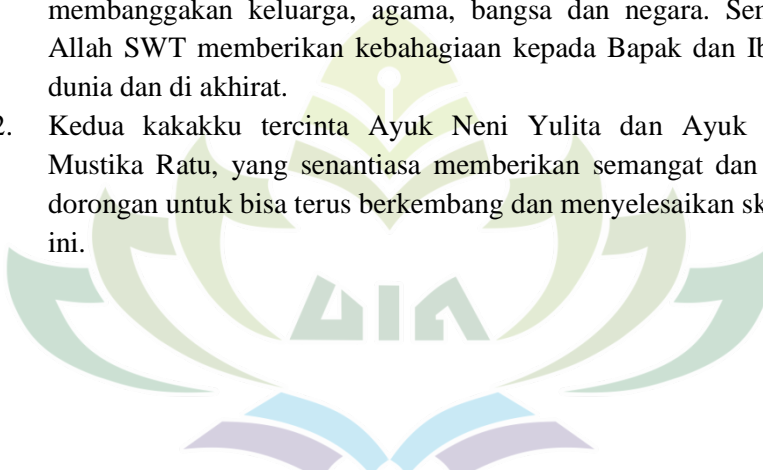 membanggakan keluarga, agama, bangsa dan negara.
Allah SWT memberikan kebahagiaan kepada Bapak dan
dunia dan di akhirat.
2. Kedua kakakku tercinta Ayuk Neni Yulita dan Ayuk
Mustika Ratu, yang senantiasa memberikan semangat dan
dorongan untuk bisa terus berkembang dan menyelesaikan
ini.
UIN